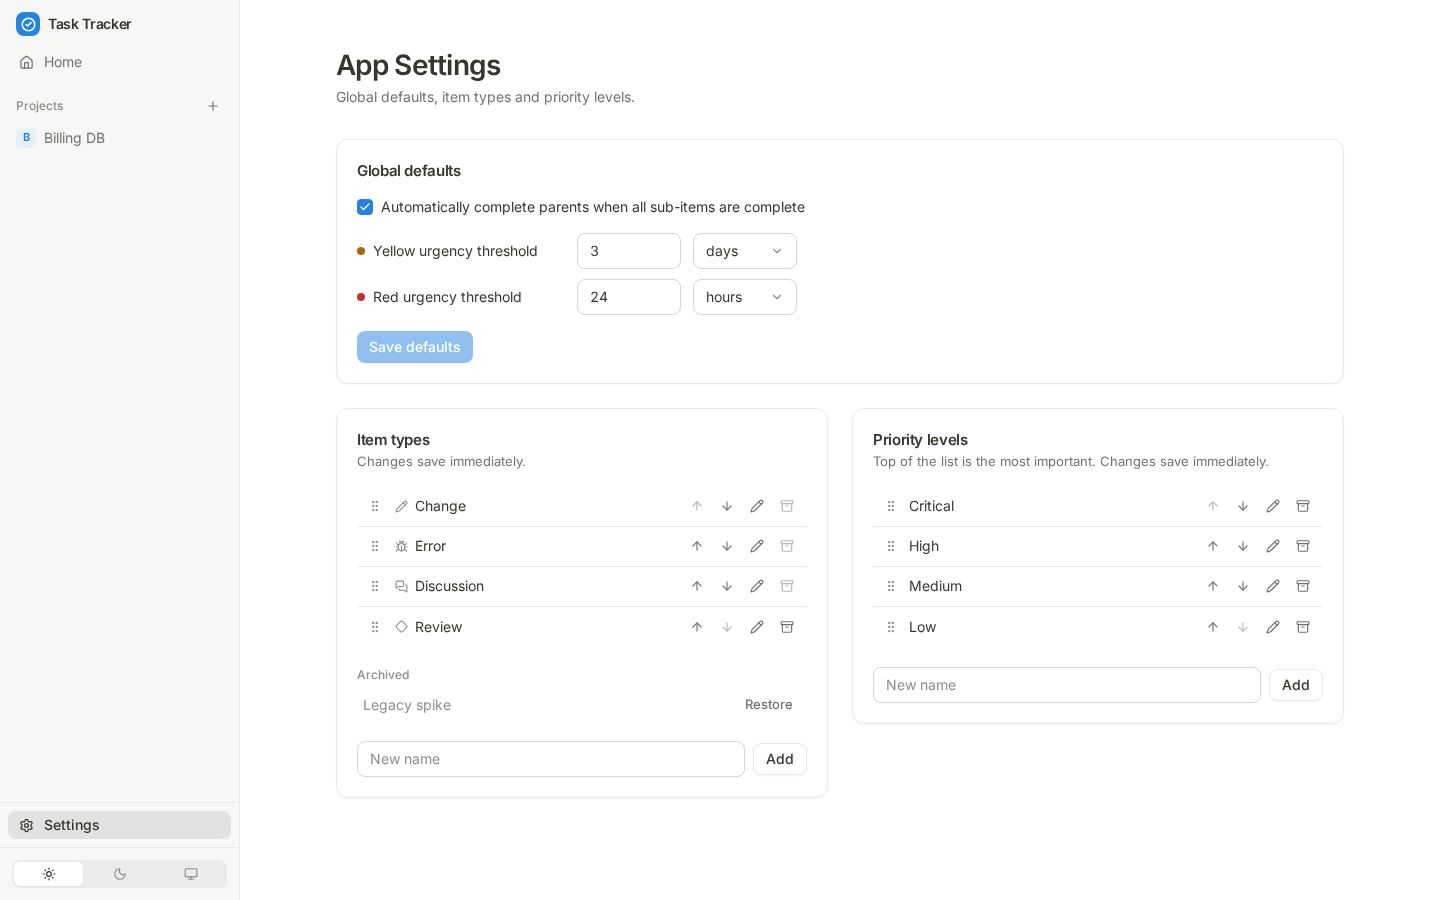 Task Tracker
Home
Projects
B Billing DB
Settings
App Settings
Global defaults, item types and priority levels.
Global defaults
Automatically complete parents when all sub-items are complete
Yellow urgency threshold 3 days
Red urgency threshold 24 hours
Save defaults
Item types
Changes save immediately.
Change
Error
Discussion
Review
Archived
Legacy spike Restore
New name Add
Priority levels
Top of the list is the most important. Changes save immediately.
Critical
High
Medium
Low
New name Add